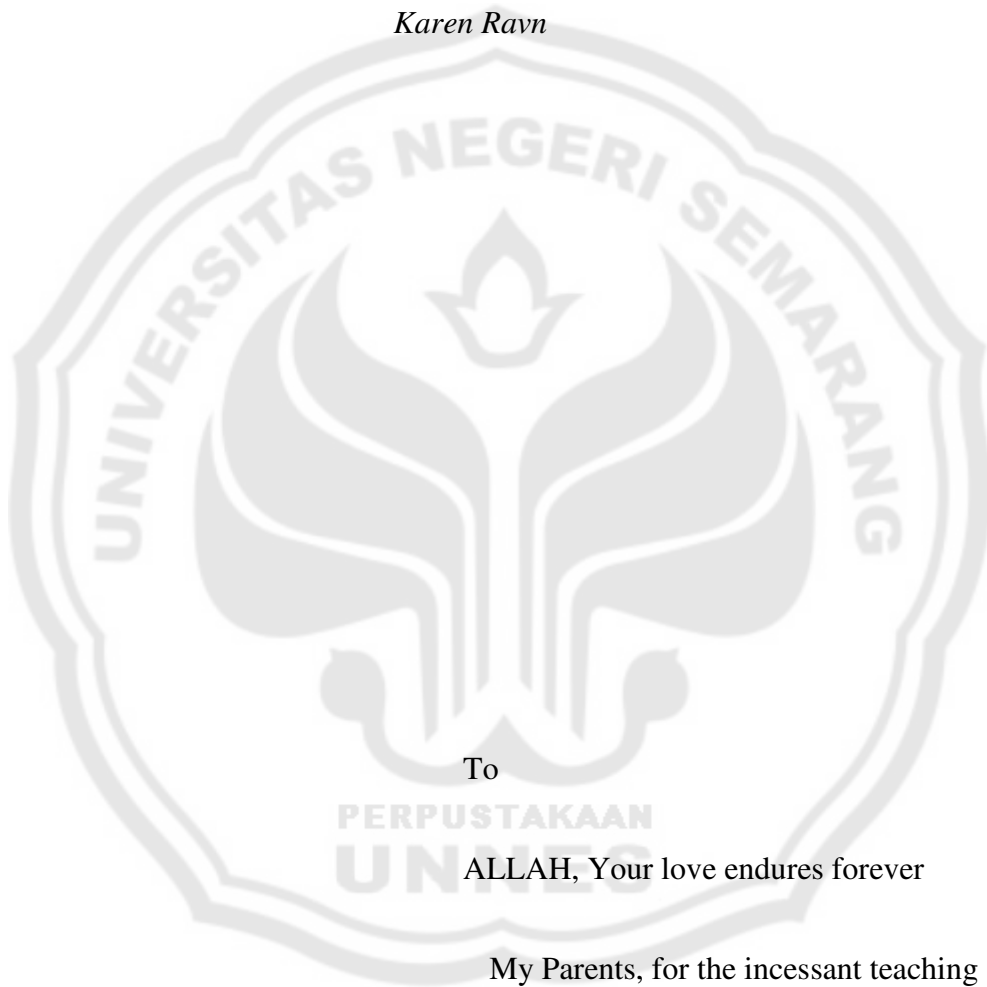 Karen Ravn
UNIVERSITAS NEGERI SEMARANG
To
PERPUSTAKAAN
ALLAH, Your love endures forever
UNNES
My Parents, for the incessant teaching